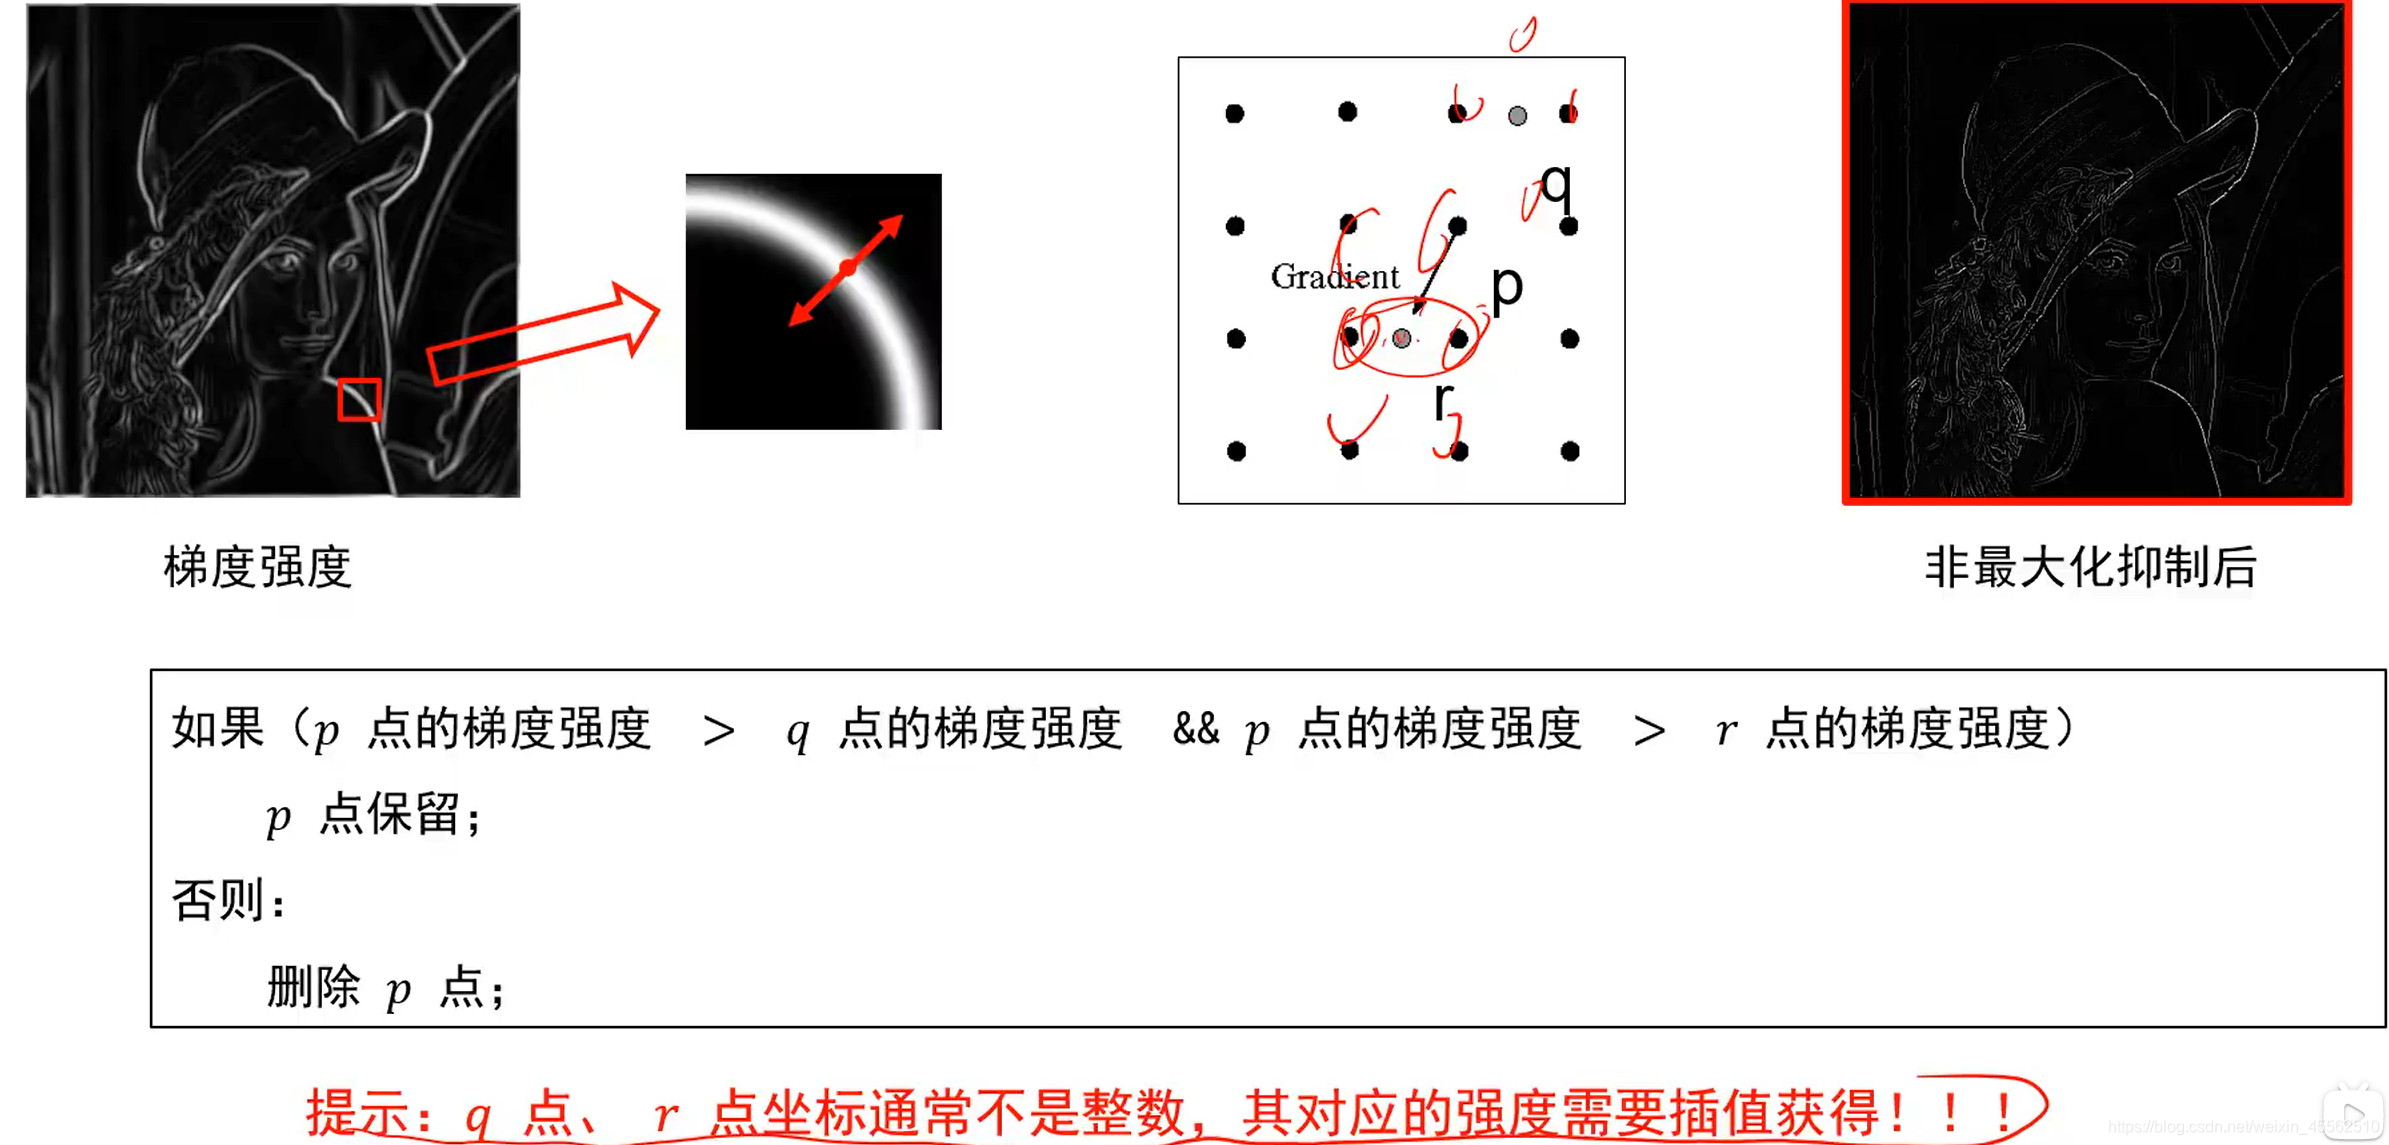 q
Gradient
p
r
梯度强度
非最大化抑制后
如果（p 点的梯度强度 > q 点的梯度强度 && p 点的梯度强度 > r 点的梯度强度）
p 点保留；
否则：
删除 p 点；
提示：q 点、 r 点坐标通常不是整数，其对应的强度需要插值获得！！！
https://blog.csdn.net/weixin_45562510